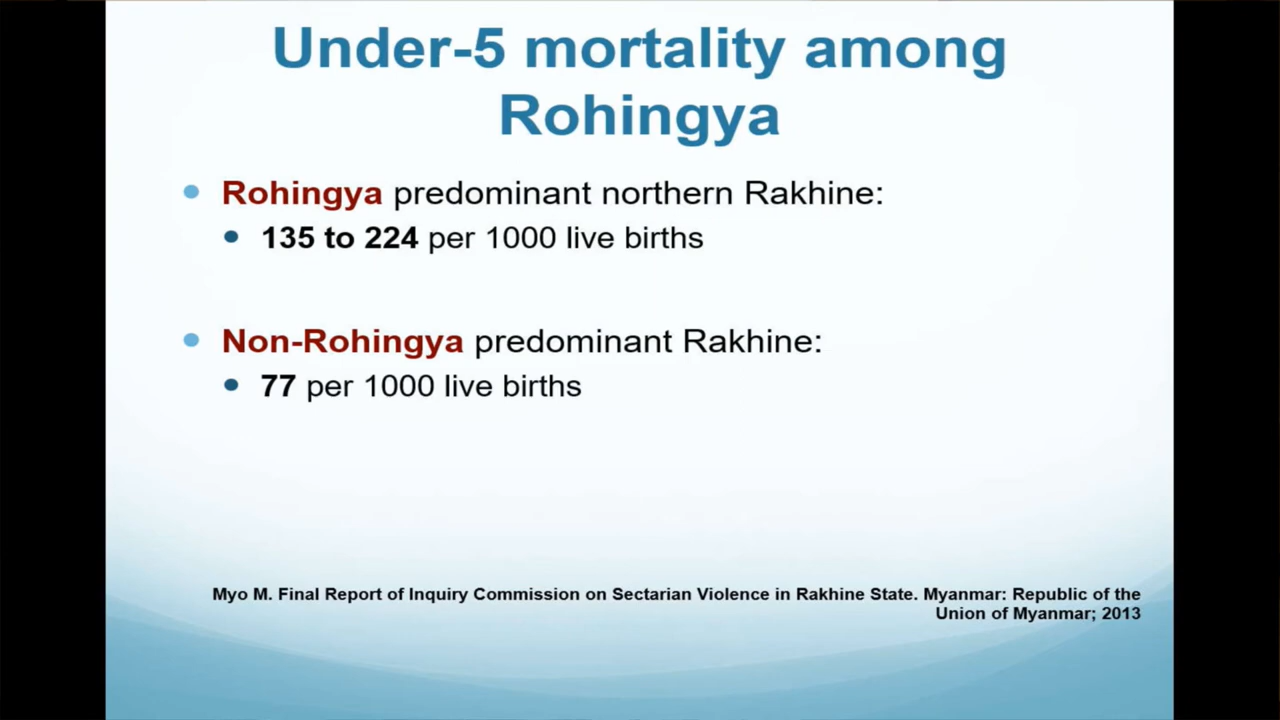 Under-5 mortality among
Rohingya
Rohingya predominant northern Rakhine:
135 to 224 per 1000 live births
Non-Rohingya predominant Rakhine:
77 per 1000 live births
Myo M. Final Report of Inquiry Commission on Sectarian Violence in Rakhine State. Myanmar: Republic of the
Union of Myanmar; 2013